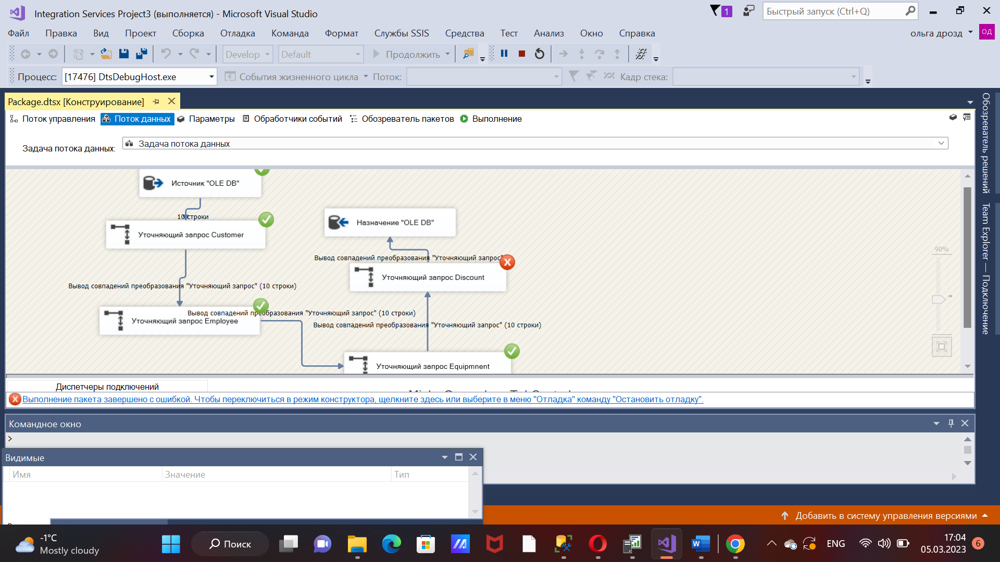 Integration Services Project3 (выполняется) - Microsoft Visual Studio
1
Быстрый запуск (Ctrl+Q)
Файл Правка Вид Проект Сборка Отладка Команда Формат Службы SSIS Средства Тест Анализ Окно Справка
ольга дрозд
ОД
Develop
Default
Продолжить
Процесс: [17476] DtsDebugHost.exe
События жизненного цикла
Поток:
Кадр стека:
Package.dtsx [Конструирование]
Поток управления
Поток данных
Параметры
Обработчики событий
Обозреватель пакетов
Выполнение
Задача потока данных: Задача потока данных
Источник "OLE DB"
10 строки
Уточняющий запрос Customer
Назначение "OLE DB"
Вывод совпадений преобразования "Уточняющий запрос"
Уточняющий запрос Discount
Вывод совпадений преобразования "Уточняющий запрос" (10 строки)
Вывод совпадений преобразования "Уточняющий запрос" (10 строки)
Уточняющий запрос Employee
Вывод совпадений преобразования "Уточняющий запрос" (10 строки)
Уточняющий запрос Equipmnent
90%
Обозреватель решений
Team Explorer — Подключение
Диспетчеры подключений
Выполнение пакета завершено с ошибкой. Чтобы переключиться в режим конструктора, щелкните здесь или выберите в меню "Отладка" команду "Остановить отладку".
Командное окно
>
Видимые
Имя Значение Тип
Добавить в систему управления версиями
-1°C
Mostly cloudy
Поиск
ENG
17:04
05.03.2023
6